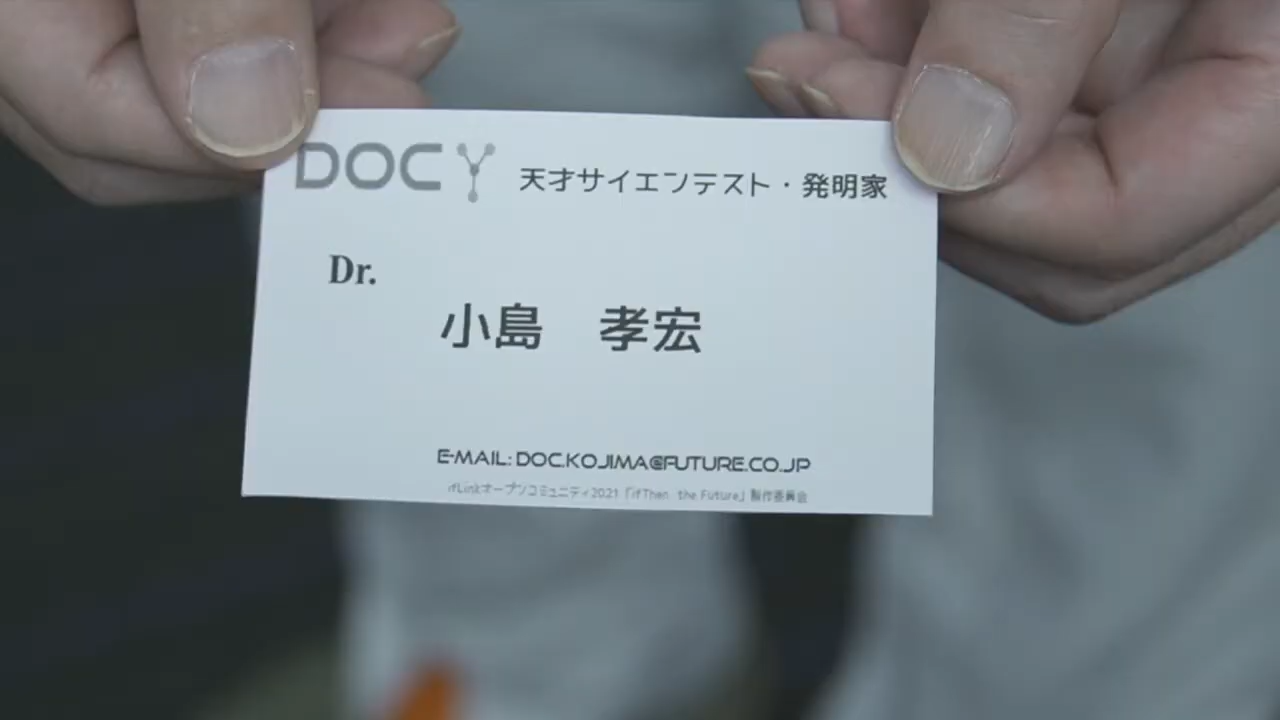 DOC 天才サイエンテスト・発明家
Dr.
小島 孝宏
E-MAIL: DOC.KOJIMA@FUTURE.CO.JP
ifLinkオープンコミュニティ2021「ifThen the Future」製作委員会